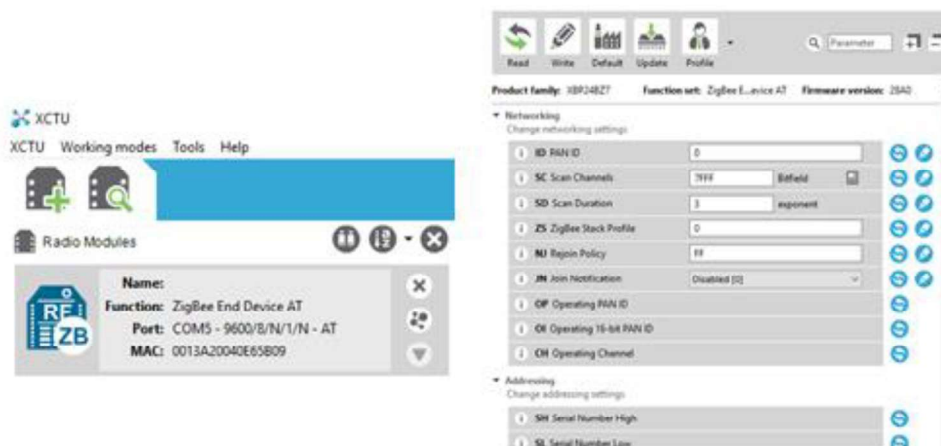 XCTU
XCTU Working modes Tools Help
Radio Modules
RF
ZB
Name:
Function: ZigBee End Device AT
Port: COM5 - 9600/8/N/1/N - AT
MAC: 0013A20040E65B09
Read Write Default Update Profile
Parameter
Product family: XBP24BZ7 Function set: ZigBee E...evice AT Firmware version: 28A0
Networking
Change networking settings
i ID PAN ID 0
i SC Scan Channels 7FFF Bitfield
i SD Scan Duration 3 exponent
i ZS ZigBee Stack Profile 0
i NJ Rejoin Policy FF
i JN Join Notification Disabled [0]
i OP Operating PAN ID
i OI Operating 16-bit PAN ID
i CH Operating Channel
Addressing
Change addressing settings
i SH Serial Number High
i SL Serial Number Low